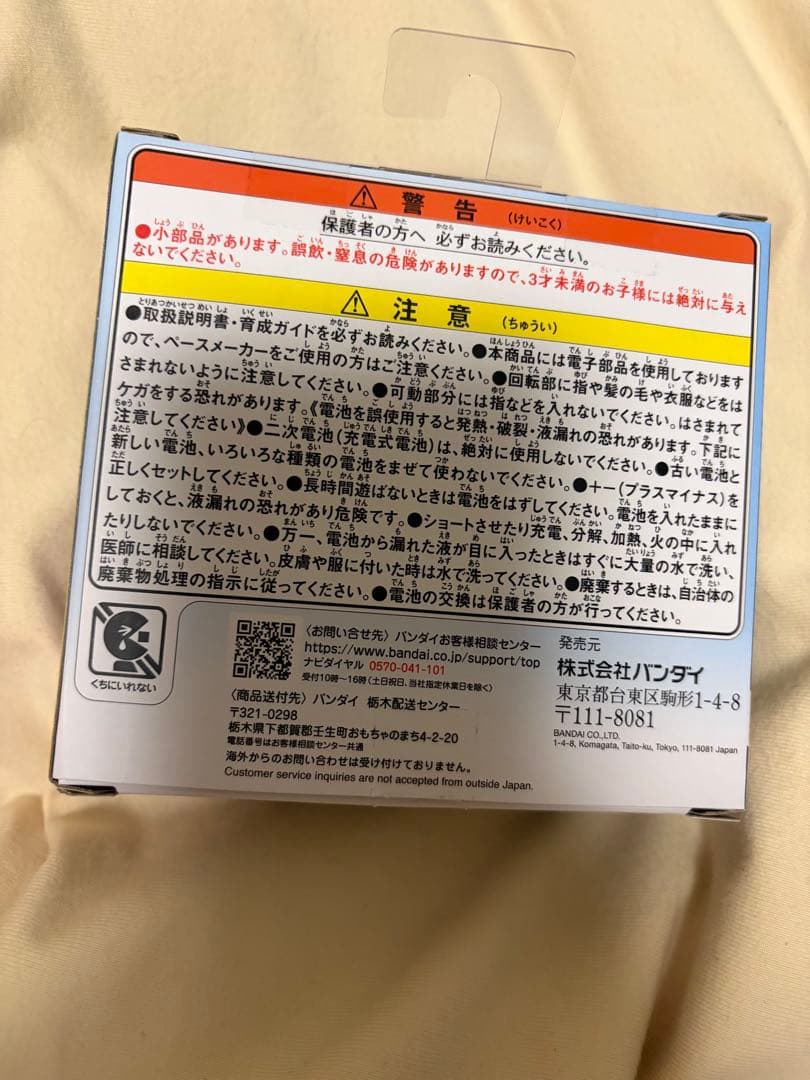 警告（けいこく）
保護者の方へ 必ずお読みください。
●小部品があります。誤飲・窒息の危険がありますので、3才未満のお子様には絶対に与え
ないでください。
注意（ちゅうい）
●取扱説明書・育成ガイドを必ずお読みください。●本商品には電子部品を使用しております
ので、ペースメーカーをご使用の方はご注意ください。●回転部に指や髪の毛や衣服などをは
さまれないように注意してください。●可動部分には指などを入れないでください。はさまれて
ケガをする恐れがあります。《電池を誤使用すると発熱・破裂・液漏れの恐れがあります。下記に
注意してください》●二次電池（充電式電池）は、絶対に使用しないでください。●古い電池と
新しい電池、いろいろな種類の電池をまぜて使わないでください。●＋−（プラスマイナス）を
正しくセットしてください。●長時間遊ばないときは電池をはずしてください。電池を入れたままに
しておくと、液漏れの恐れがあり危険です。●ショートさせたり充電、分解、加熱、火の中に入れ
たりしないでください。●万一、電池から漏れた液が目に入ったときはすぐに大量の水で洗い、
医師に相談してください。皮膚や服に付いた時は水で洗ってください。●廃棄するときは、自治体の
廃棄物処理の指示に従ってください。●電池の交換は保護者の方が行ってください。
くちにいれない
〈お問い合せ先〉バンダイお客様相談センター
https://www.bandai.co.jp/support/top
ナビダイヤル 0570-041-101
受付10時〜16時（土日祝日、当社指定休業日を除く）
〈商品送付先〉バンダイ 栃木配送センター
〒321-0298
栃木県下都賀郡壬生町おもちゃのまち4-2-20
電話番号はお客様相談センター共通
海外からのお問い合わせは受け付けておりません。
Customer service inquiries are not accepted from outside Japan.
発売元
株式会社バンダイ
東京都台東区駒形1-4-8
〒111-8081
BANDAI CO.,LTD.
1-4-8, Komagata, Taito-ku, Tokyo, 111-8081 Japan